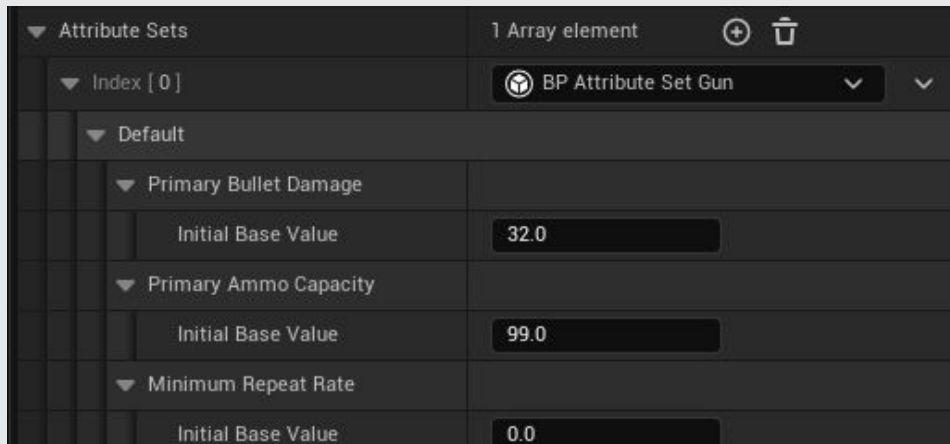 Attribute Sets 1 Array element
Index [ 0 ] BP Attribute Set Gun
Default
Primary Bullet Damage
Initial Base Value 32.0
Primary Ammo Capacity
Initial Base Value 99.0
Minimum Repeat Rate
Initial Base Value 0.0